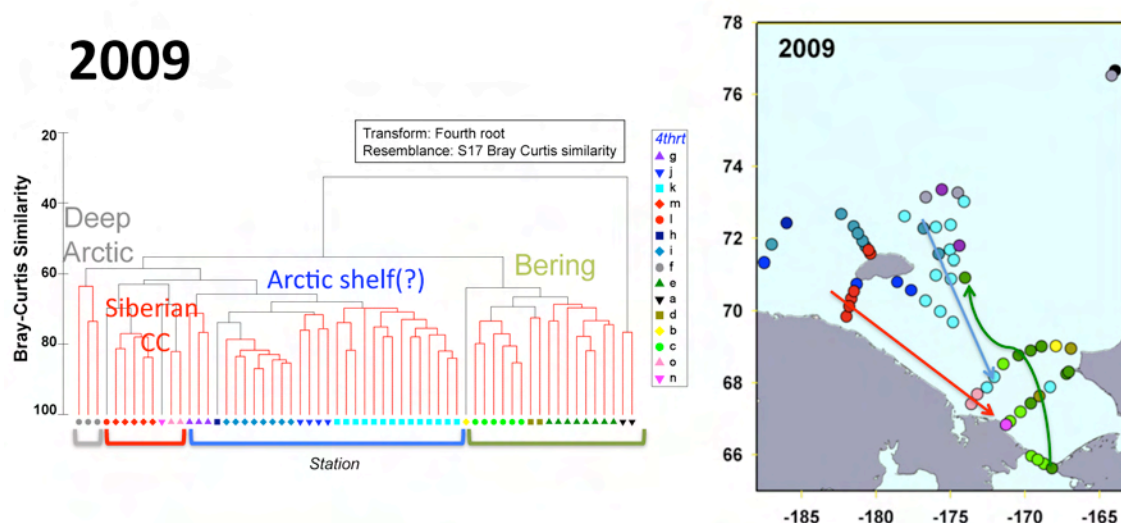 2009
Transform: Fourth root
Resemblance: S17 Bray Curtis similarity
Bray-Curtis Similarity
20
40
60
80
100
Deep
Arctic
Siberian
CC
Arctic shelf(?)
Bering
Station
4thrt
g
j
k
m
l
h
i
f
e
a
d
b
c
o
n
2009
78
76
74
72
70
68
66
-185
-180
-175
-170
-165